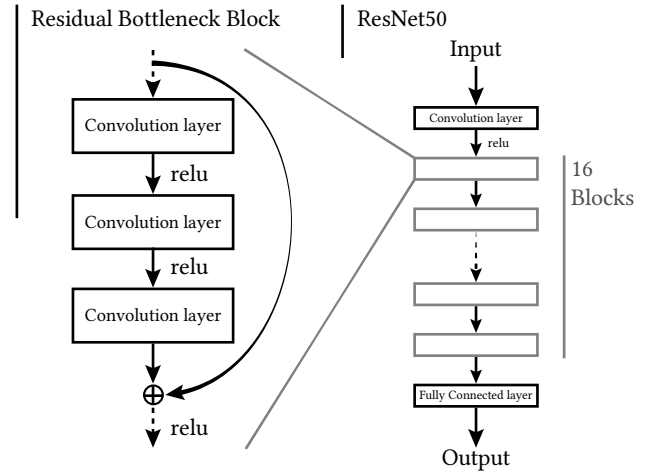 Residual Bottleneck Block
Convolution layer
relu
Convolution layer
relu
Convolution layer
relu
ResNet50
Input
Convolution layer
relu
16
Blocks
Fully Connected layer
Output